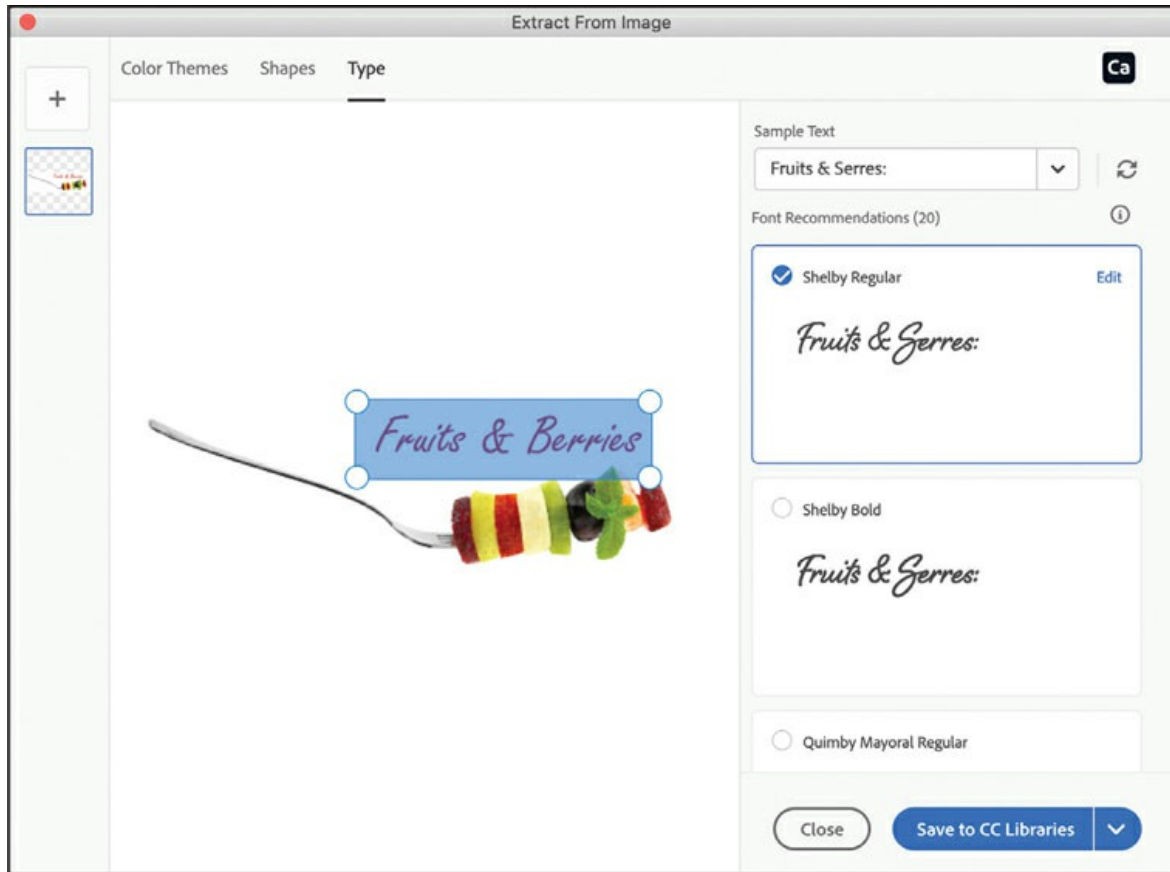 Extract From Image
+
Color Themes Shapes Type
Ca
Sample Text
Fruits & Serres:
Font Recommendations (20)
Shelby Regular Edit
Fruits & Serres:
Fruits & Berries
Shelby Bold
Fruits & Serres:
Quimby Mayoral Regular
Close Save to CC Libraries